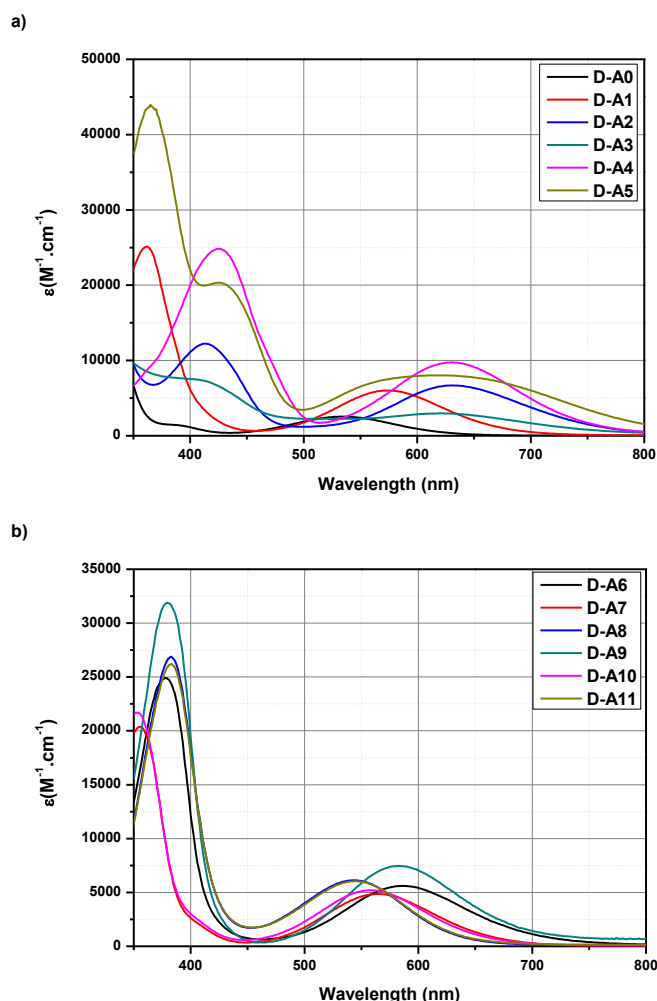 a)
50000
40000
30000
20000
10000
0
ε(M⁻¹.cm⁻¹)
D-A0
D-A1
D-A2
D-A3
D-A4
D-A5
400
500
600
700
800
Wavelength (nm)
b)
35000
30000
25000
20000
15000
10000
5000
0
ε(M⁻¹.cm⁻¹)
D-A6
D-A7
D-A8
D-A9
D-A10
D-A11
400
500
600
700
800
Wavelength (nm)